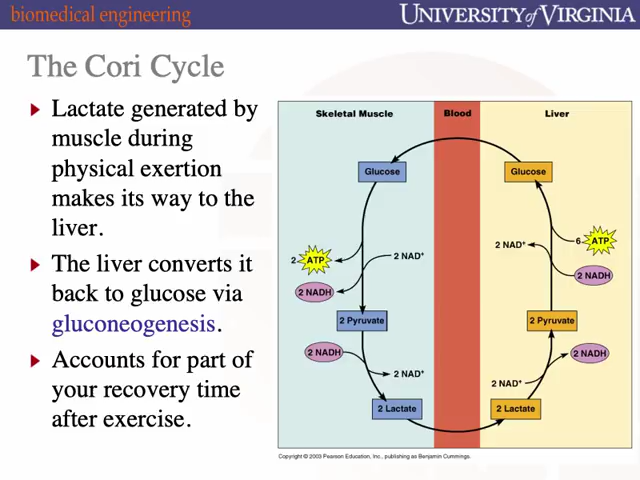 biomedical engineering
UNIVERSITY of VIRGINIA
The Cori Cycle
Lactate generated by
muscle during
physical exertion
makes its way to the
liver.
The liver converts it
back to glucose via
gluconeogenesis.
Accounts for part of
your recovery time
after exercise.
Skeletal Muscle
Blood
Liver
Glucose
Glucose
2 ATP
2 NAD+
2 NADH
2 NAD+
6 ATP
2 NADH
2 Pyruvate
2 Pyruvate
2 NADH
2 NAD+
2 NADH
2 NAD+
2 Lactate
2 Lactate
Copyright © 2003 Pearson Education, Inc., publishing as Benjamin Cummings.